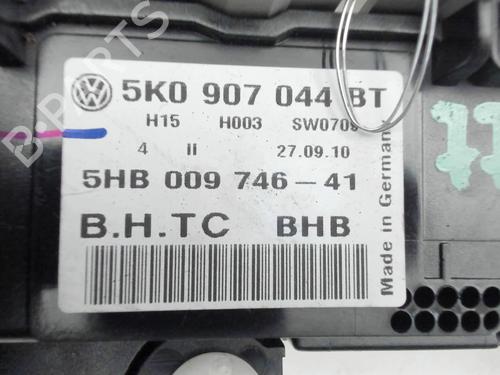 5K0 907 044 BT
H15 H003 SW0709
4 II 27.09.10
5HB 009 746-41
B.H.TC BHB
Made in Germany
B-PARTS